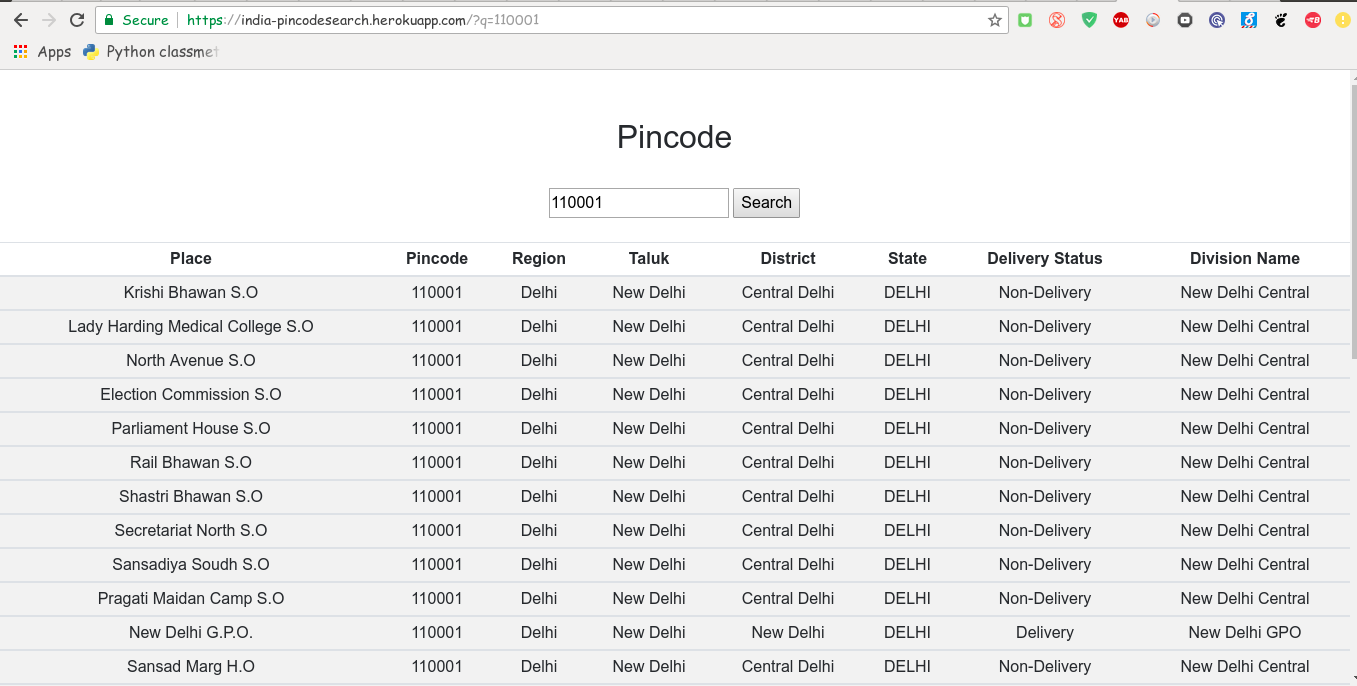 Secure https://india-pincodesearch.herokuapp.com/?q=110001 YAB
Apps Python classmet
Pincode
110001 Search
Place Pincode Region Taluk District State Delivery Status Division Name
Krishi Bhawan S.O 110001 Delhi New Delhi Central Delhi DELHI Non-Delivery New Delhi Central
Lady Harding Medical College S.O 110001 Delhi New Delhi Central Delhi DELHI Non-Delivery New Delhi Central
North Avenue S.O 110001 Delhi New Delhi Central Delhi DELHI Non-Delivery New Delhi Central
Election Commission S.O 110001 Delhi New Delhi Central Delhi DELHI Non-Delivery New Delhi Central
Parliament House S.O 110001 Delhi New Delhi Central Delhi DELHI Non-Delivery New Delhi Central
Rail Bhawan S.O 110001 Delhi New Delhi Central Delhi DELHI Non-Delivery New Delhi Central
Shastri Bhawan S.O 110001 Delhi New Delhi Central Delhi DELHI Non-Delivery New Delhi Central
Secretariat North S.O 110001 Delhi New Delhi Central Delhi DELHI Non-Delivery New Delhi Central
Sansadiya Soudh S.O 110001 Delhi New Delhi Central Delhi DELHI Non-Delivery New Delhi Central
Pragati Maidan Camp S.O 110001 Delhi New Delhi Central Delhi DELHI Non-Delivery New Delhi Central
New Delhi G.P.O. 110001 Delhi New Delhi New Delhi DELHI Delivery New Delhi GPO
Sansad Marg H.O 110001 Delhi New Delhi Central Delhi DELHI Non-Delivery New Delhi Central